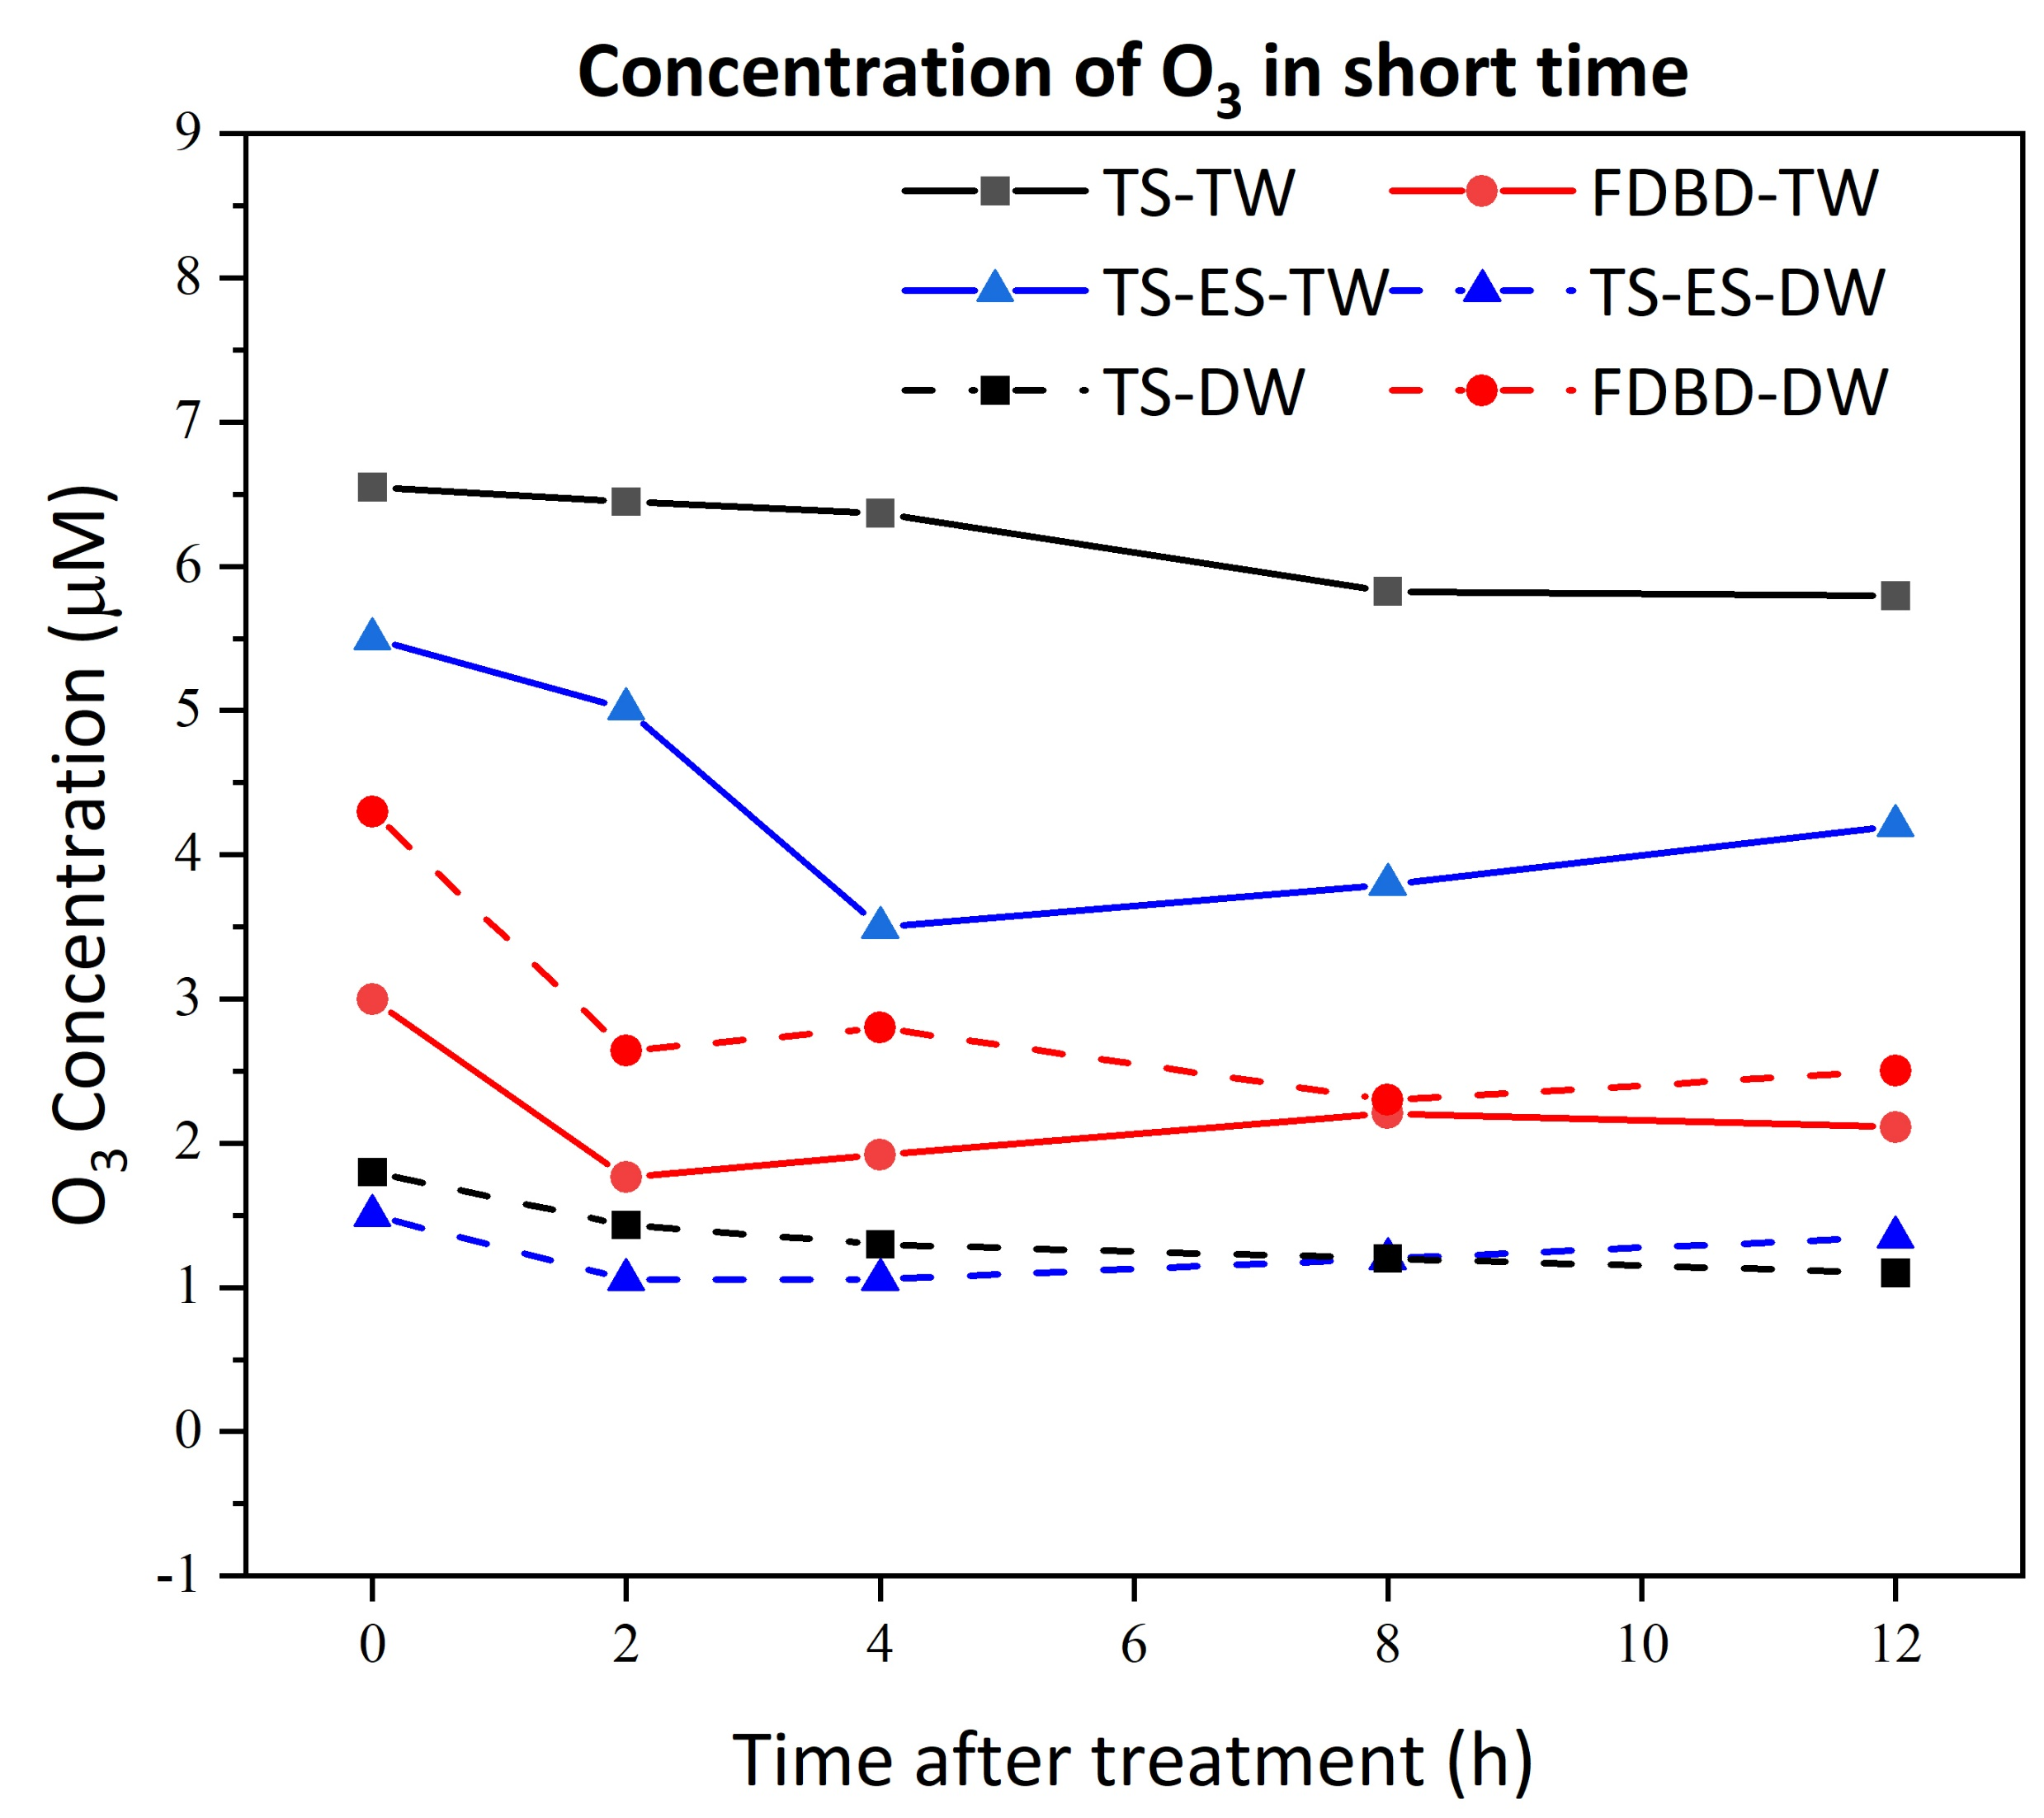 Concentration of O3 in short time
TS-TW FDBD-TW
TS-ES-TW TS-ES-DW
TS-DW FDBD-DW
O3 Concentration (μM)
9
8
7
6
5
4
3
2
1
0
-1
0 2 4 6 8 10 12
Time after treatment (h)